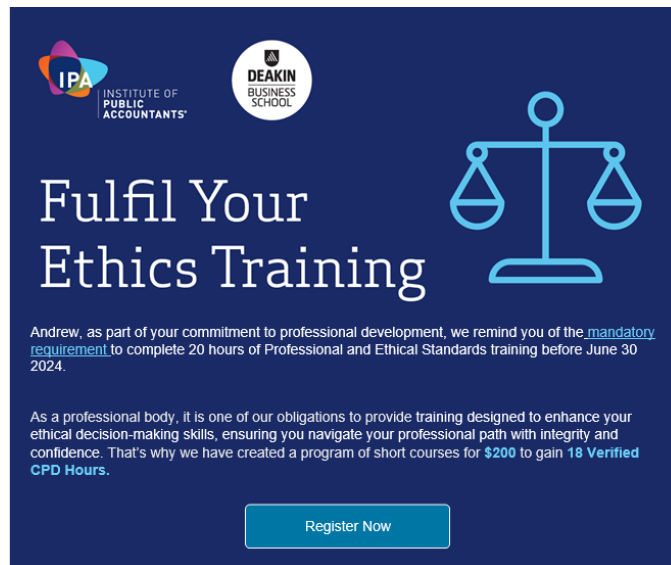 IPA
INSTITUTE OF
PUBLIC
ACCOUNTANTS®
DEAKIN
BUSINESS
SCHOOL
Fulfil Your
Ethics Training
Andrew, as part of your commitment to professional development, we remind you of the mandatory
requirement to complete 20 hours of Professional and Ethical Standards training before June 30
2024.
As a professional body, it is one of our obligations to provide training designed to enhance your
ethical decision-making skills, ensuring you navigate your professional path with integrity and
confidence. That’s why we have created a program of short courses for $200 to gain 18 Verified
CPD Hours.
Register Now